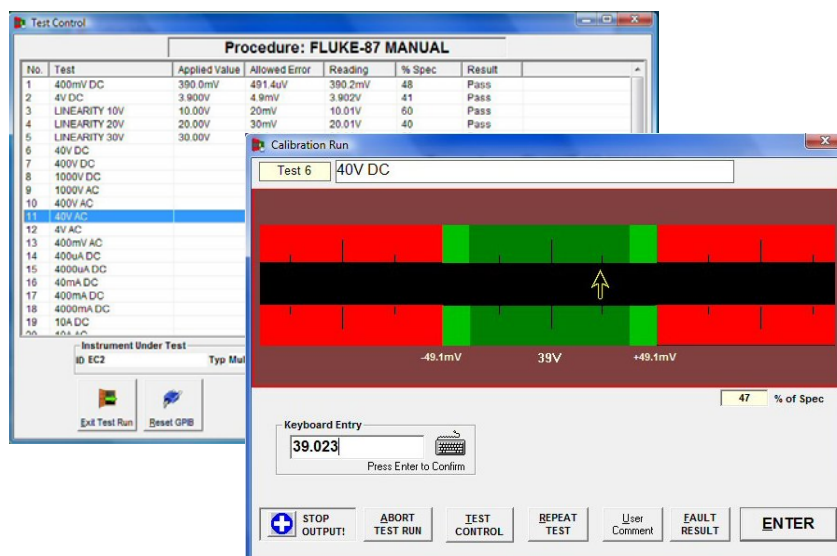 Test Control
Procedure: FLUKE-87 MANUAL
No. Test Applied Value Allowed Error Reading % Spec Result
1 400mV DC 390.0mV 491.4uV 390.2mV 48 Pass
2 4V DC 3.900V 4.9mV 3.902V 41 Pass
3 LINEARITY 10V 10.00V 20mV 10.01V 60 Pass
4 LINEARITY 20V 20.00V 30mV 20.01V 40 Pass
5 LINEARITY 30V 30.00V
6 40V DC
7 400V DC
8 1000V DC
9 1000V AC
10 400V AC
11 40V AC
12 4V AC
13 400mV AC
14 400uA DC
15 4000uA DC
16 40mA DC
17 400mA DC
18 4000mA DC
19 10A DC
20 10A AC
Instrument Under Test
ID EC2 Typ Mul
Exit Test Run Reset GPIB
Calibration Run
Test 6 40V DC
-49.1mV 39V +49.1mV
47 % of Spec
Keyboard Entry
39.023
Press Enter to Confirm
STOP OUTPUT!
ABORT TEST RUN
TEST CONTROL
REPEAT TEST
User Comment
FAULT RESULT
ENTER